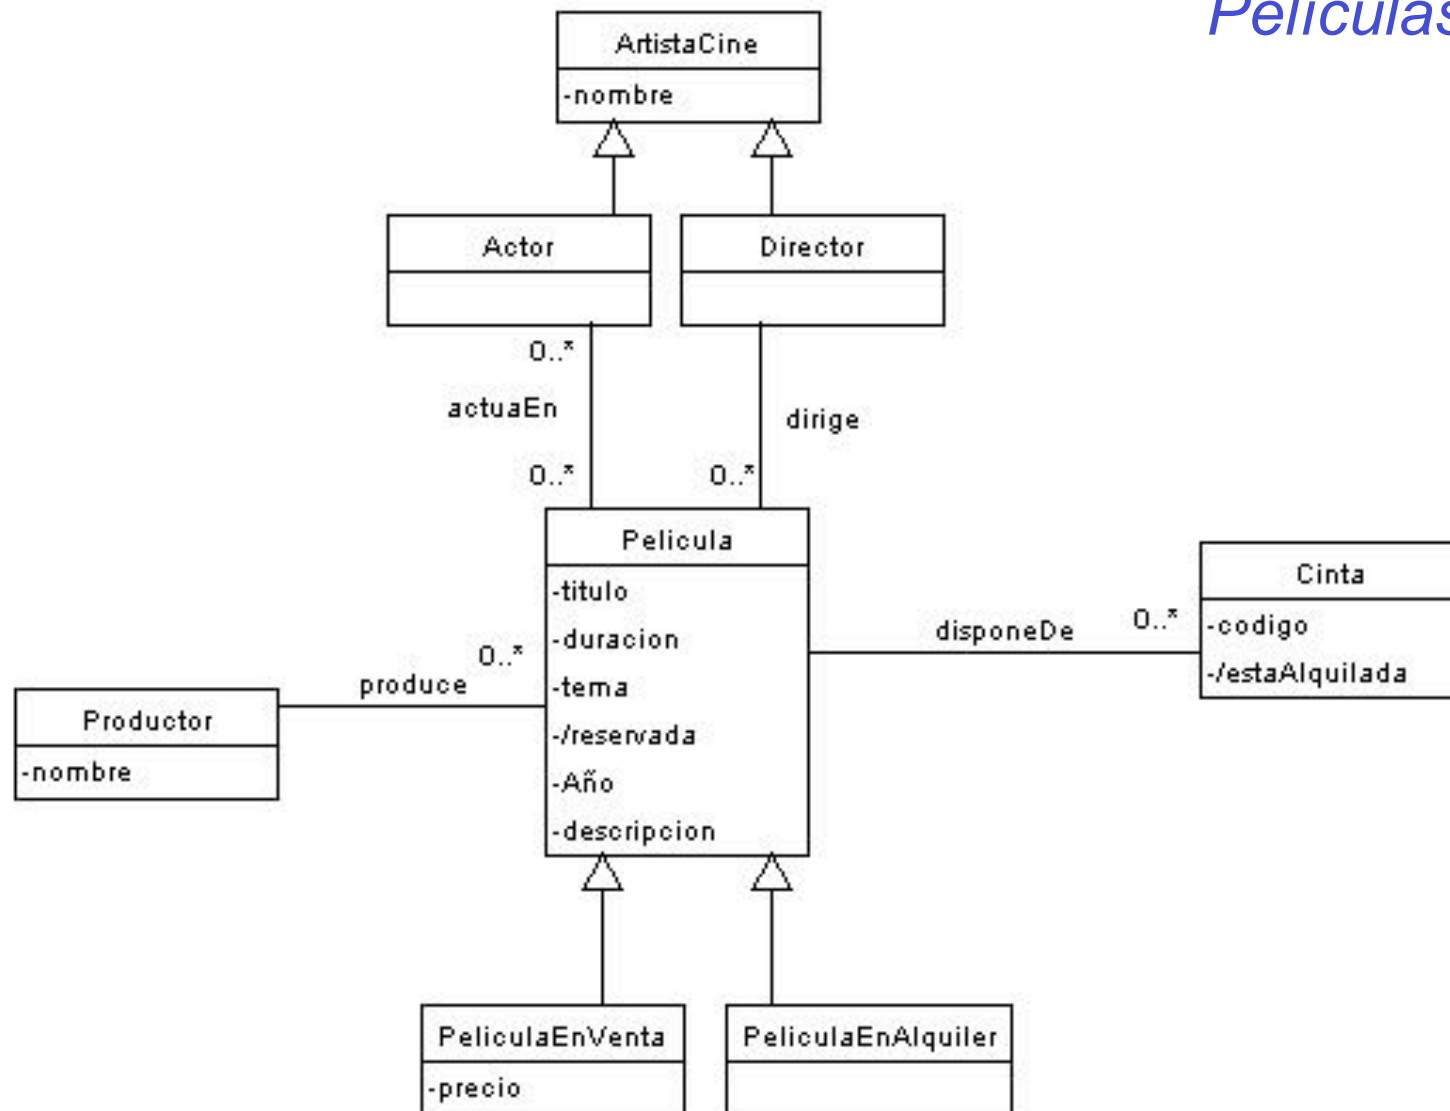 Películas
ArtistaCine
-nombre
Actor
Director
0..*
actuaEn
dirige
0..*
0..*
Pelicula
-titulo
-duracion
-tema
-/reservada
-Año
-descripcion
Cinta
-codigo
-/estaAlquilada
disponeDe
0..*
0..*
produce
Productor
-nombre
PeliculaEnVenta
-precio
PeliculaEnAlquiler